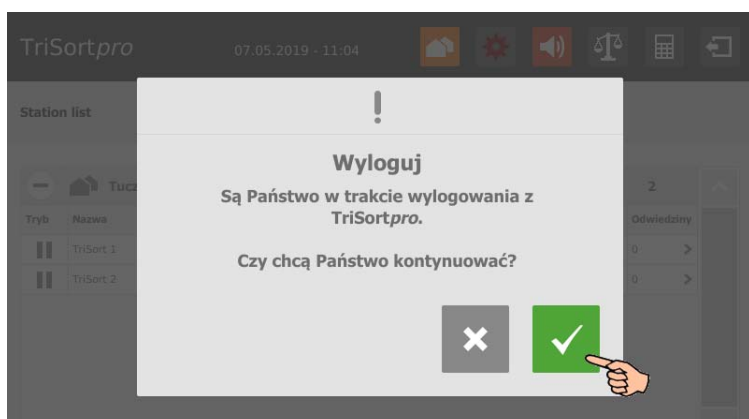 TriSortpro
07.05.2019 - 11:04
Station list
Wyloguj
Są Państwo w trakcie wylogowania z
TriSortpro.
Czy chcą Państwo kontynuować?
Tucz
2
Tryb Nazwa Odwiedziny
TriSort 1 0
TriSort 2 0